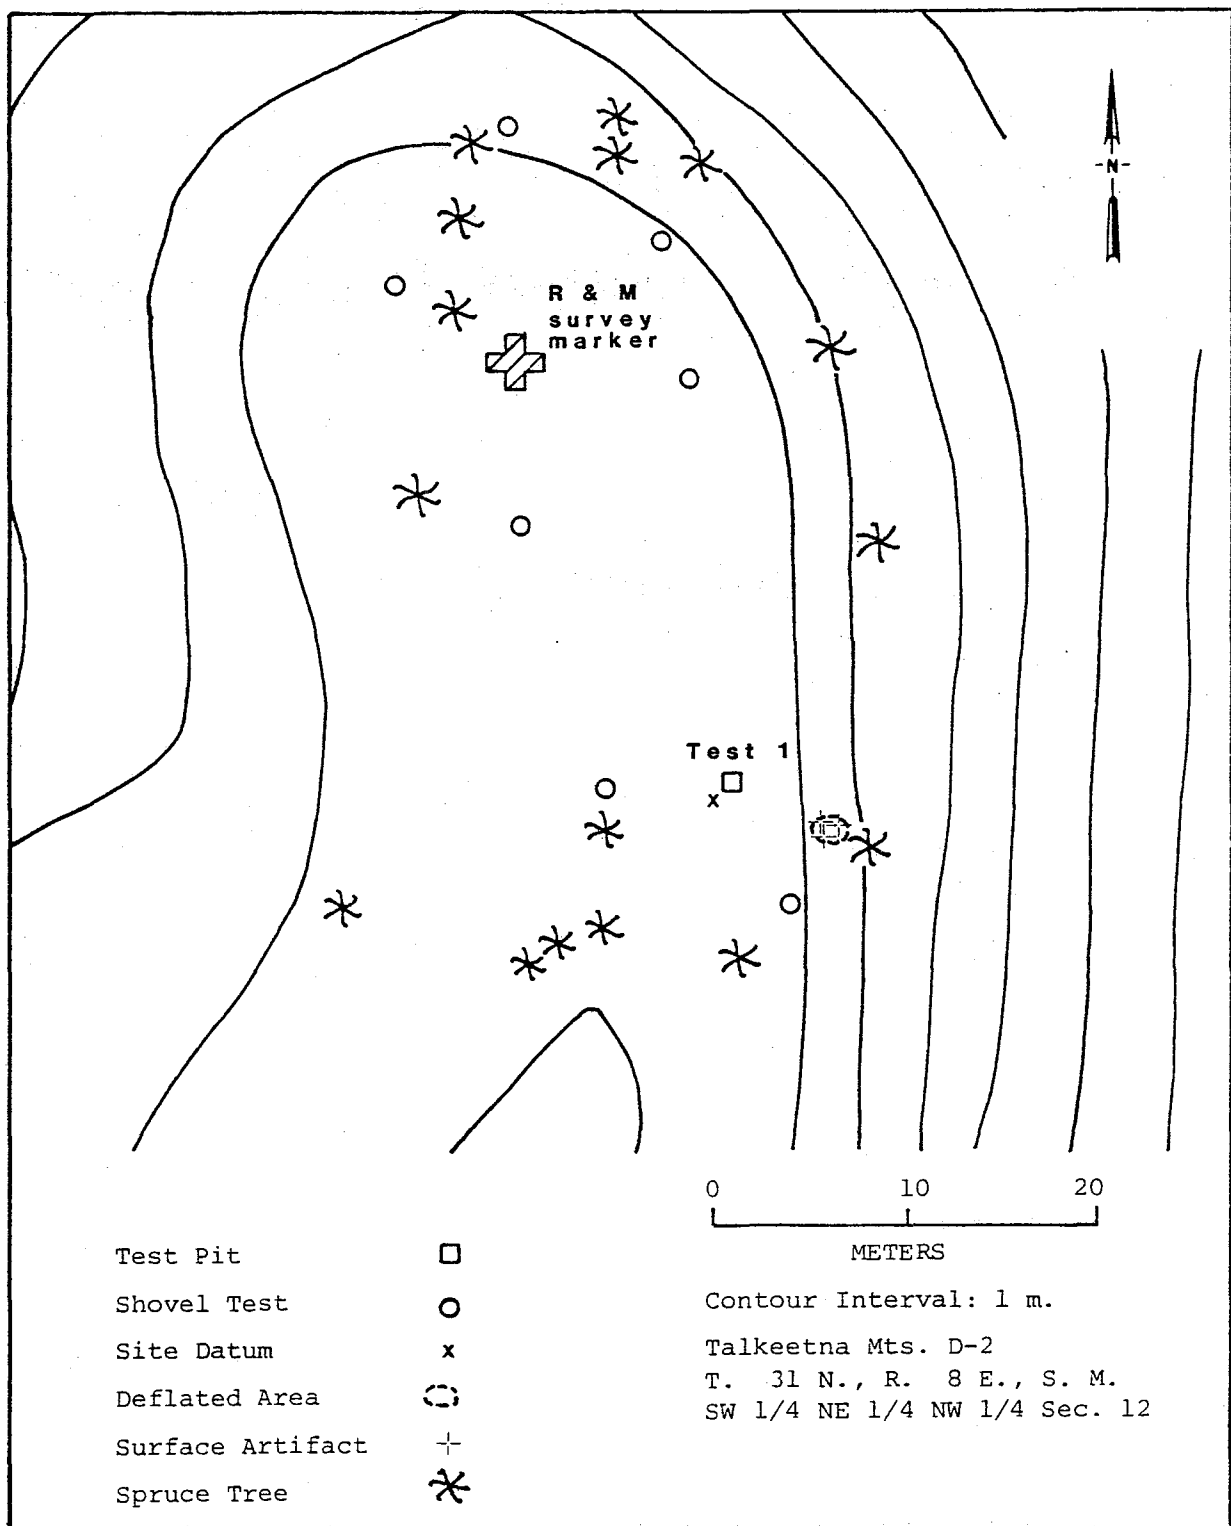 N
R & M
survey
marker
Test 1
x
0 10 20
METERS
Test Pit
Shovel Test
Site Datum x
Deflated Area
Surface Artifact
Spruce Tree
Contour Interval: 1 m.
Talkeetna Mts. D-2
T. 31 N., R. 8 E., S. M.
SW 1/4 NE 1/4 NW 1/4 Sec. 12